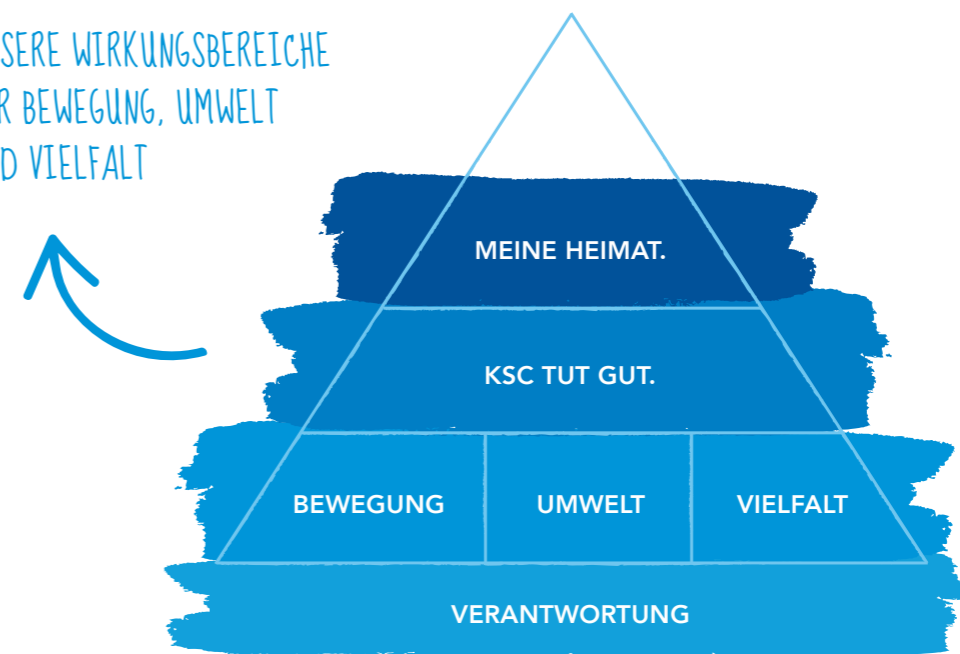 SERE WIRKUNGSBEREICHE
R BEWEGUNG, UMWELT
D VIELFALT
MEINE HEIMAT.
KSC TUT GUT.
BEWEGUNG UMWELT VIELFALT
VERANTWORTUNG